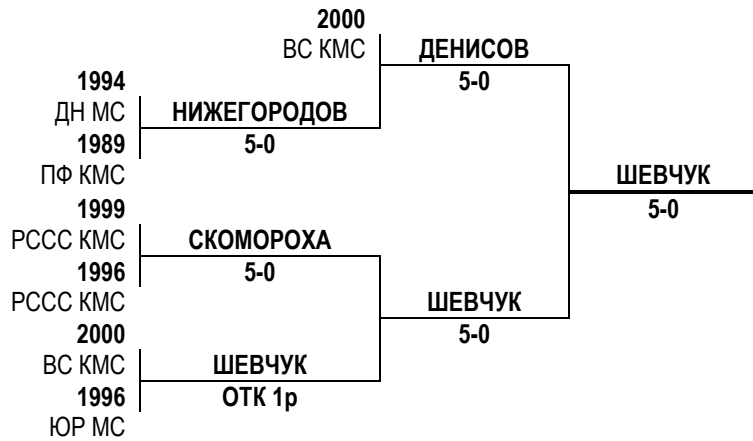 2000
ВС КМС
ДЕНИСОВ
5-0
1994
ДН МС
НИЖЕГОРОДОВ
1989
5-0
ПФ КМС
ШЕВЧУК
5-0
1999
РССС КМС
СКОМОРОХА
1996
5-0
РССС КМС
ШЕВЧУК
5-0
2000
ВС КМС
ШЕВЧУК
1996
ОТК 1р
ЮР МС